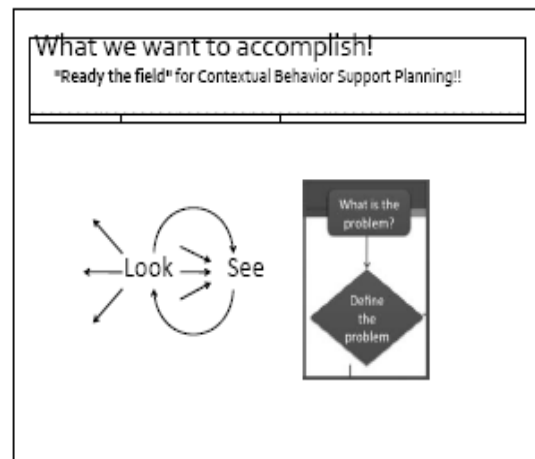 What we want to accomplish!
"Ready the field" for Contextual Behavior Support Planning!!
Look
See
What is the
problem?
Define
the
problem